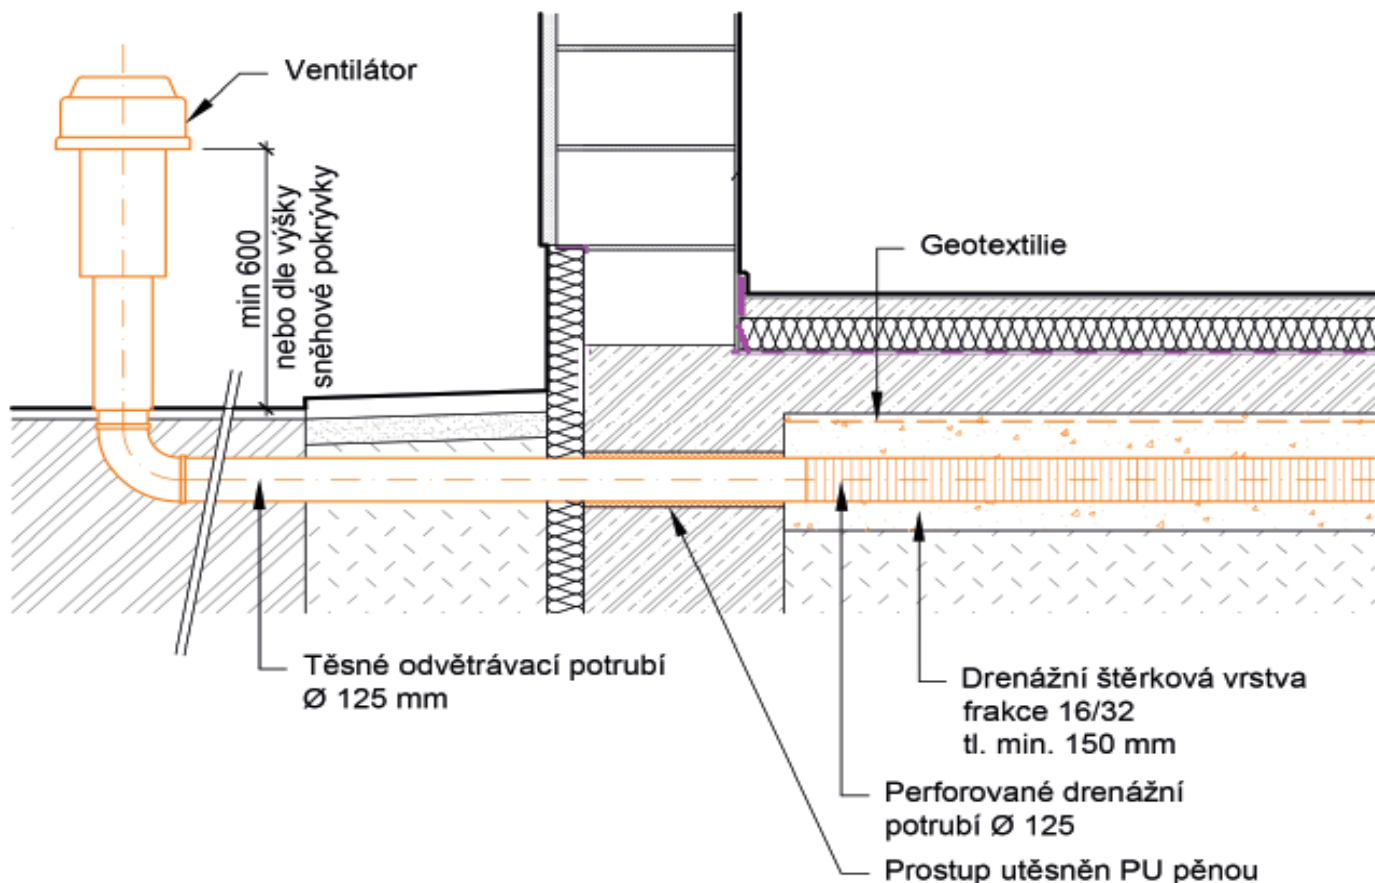 Ventilátor
min 600
nebo dle výšky
sněhové pokrývky
Geotextilie
Těsné odvětrávací potrubí
Ø 125 mm
Drenážní štěrková vrstva
frakce 16/32
tl. min. 150 mm
Perforované drenážní
potrubí Ø 125
Prostup utěsněn PU pěnou